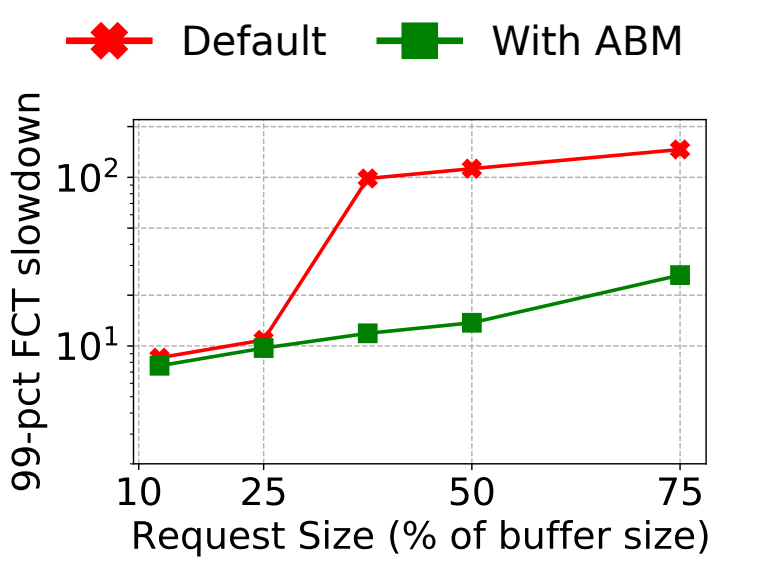 Default With ABM
99-pct FCT slowdown
10²
10¹
10 25 50 75
Request Size (% of buffer size)